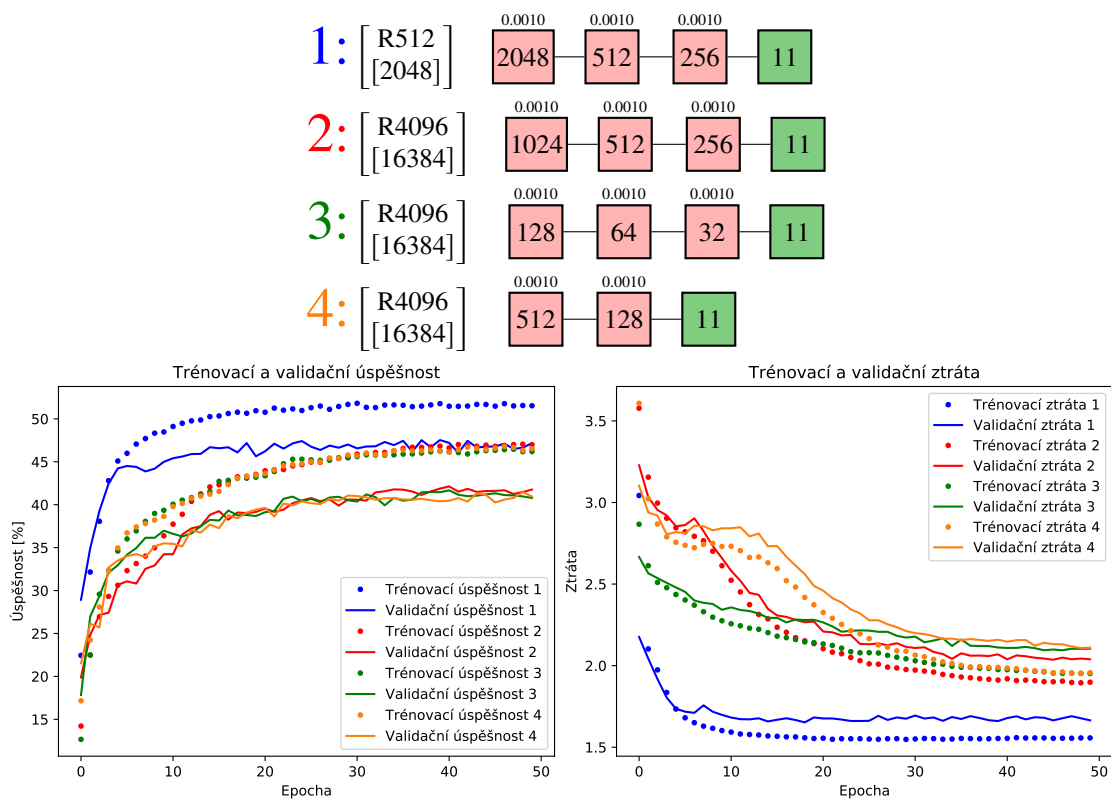 0.0010 0.0010 0.0010
1: R512 2048 512 256 11
[2048]
0.0010 0.0010 0.0010
2: R4096 1024 512 256 11
[16384]
0.0010 0.0010 0.0010
3: R4096 128 64 32 11
[16384]
0.0010 0.0010
4: R4096 512 128 11
[16384]
Trénovací a validační úspěšnost
Úspěšnost [%]
50
45
40
35
30
25
20
15
0 10 20 30 40 50
Epocha
Trénovací úspěšnost 1
Validační úspěšnost 1
Trénovací úspěšnost 2
Validační úspěšnost 2
Trénovací úspěšnost 3
Validační úspěšnost 3
Trénovací úspěšnost 4
Validační úspěšnost 4
Trénovací a validační ztráta
Ztráta
3.5
3.0
2.5
2.0
1.5
0 10 20 30 40 50
Epocha
Trénovací ztráta 1
Validační ztráta 1
Trénovací ztráta 2
Validační ztráta 2
Trénovací ztráta 3
Validační ztráta 3
Trénovací ztráta 4
Validační ztráta 4